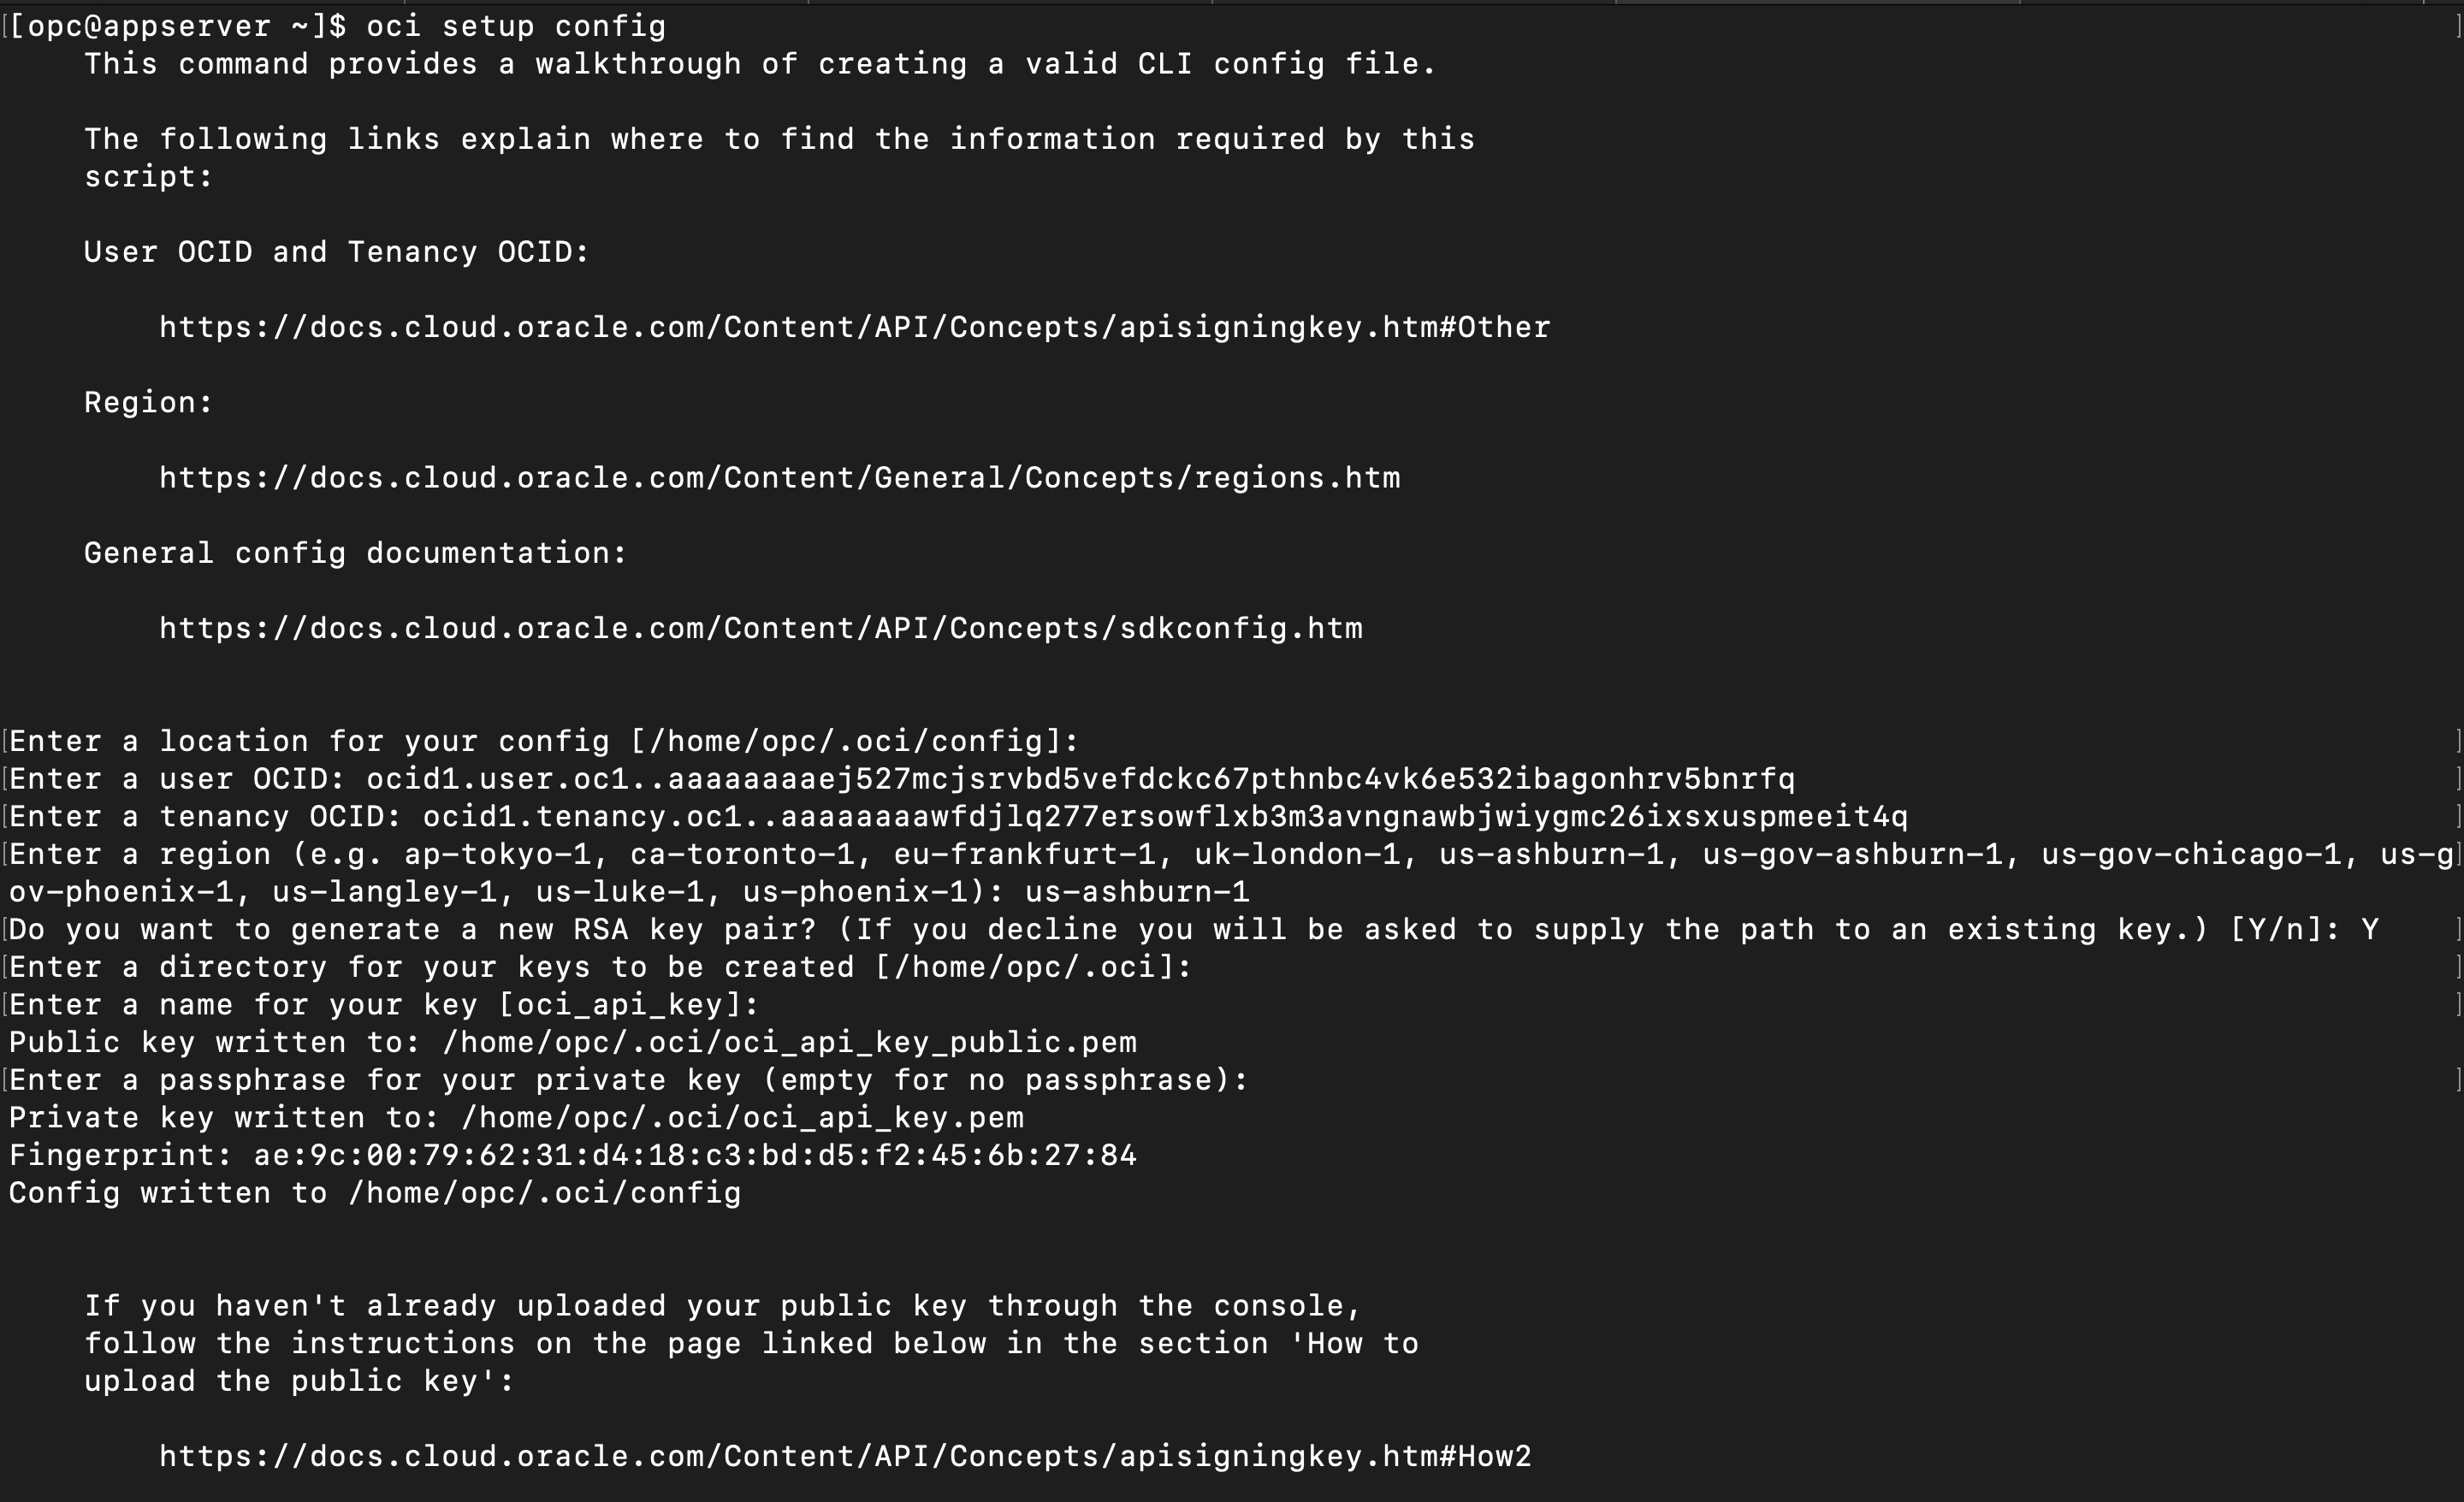 [opc@appserver ~]$ oci setup config
This command provides a walkthrough of creating a valid CLI config file.
The following links explain where to find the information required by this
script:
User OCID and Tenancy OCID:
https://docs.cloud.oracle.com/Content/API/Concepts/apisigningkey.htm#Other
Region:
https://docs.cloud.oracle.com/Content/General/Concepts/regions.htm
General config documentation:
https://docs.cloud.oracle.com/Content/API/Concepts/sdkconfig.htm
Enter a location for your config [/home/opc/.oci/config]:
Enter a user OCID: ocid1.user.oc1..aaaaaaaaej527mcjsrvbd5vefdckc67pthnbc4vk6e532ibagonhrv5bnrfq
Enter a tenancy OCID: ocid1.tenancy.oc1..aaaaaaaawfdjlq277ersowflxb3m3avngnawbjwiygmc26ixsxuspmeeit4q
Enter a region (e.g. ap-tokyo-1, ca-toronto-1, eu-frankfurt-1, uk-london-1, us-ashburn-1, us-gov-ashburn-1, us-gov-chicago-1, us-g
ov-phoenix-1, us-langley-1, us-luke-1, us-phoenix-1): us-ashburn-1
Do you want to generate a new RSA key pair? (If you decline you will be asked to supply the path to an existing key.) [Y/n]: Y
Enter a directory for your keys to be created [/home/opc/.oci]:
Enter a name for your key [oci_api_key]:
Public key written to: /home/opc/.oci/oci_api_key_public.pem
Enter a passphrase for your private key (empty for no passphrase):
Private key written to: /home/opc/.oci/oci_api_key.pem
Fingerprint: ae:9c:00:79:62:31:d4:18:c3:bd:d5:f2:45:6b:27:84
Config written to /home/opc/.oci/config
If you haven't already uploaded your public key through the console,
follow the instructions on the page linked below in the section 'How to
upload the public key':
https://docs.cloud.oracle.com/Content/API/Concepts/apisigningkey.htm#How2